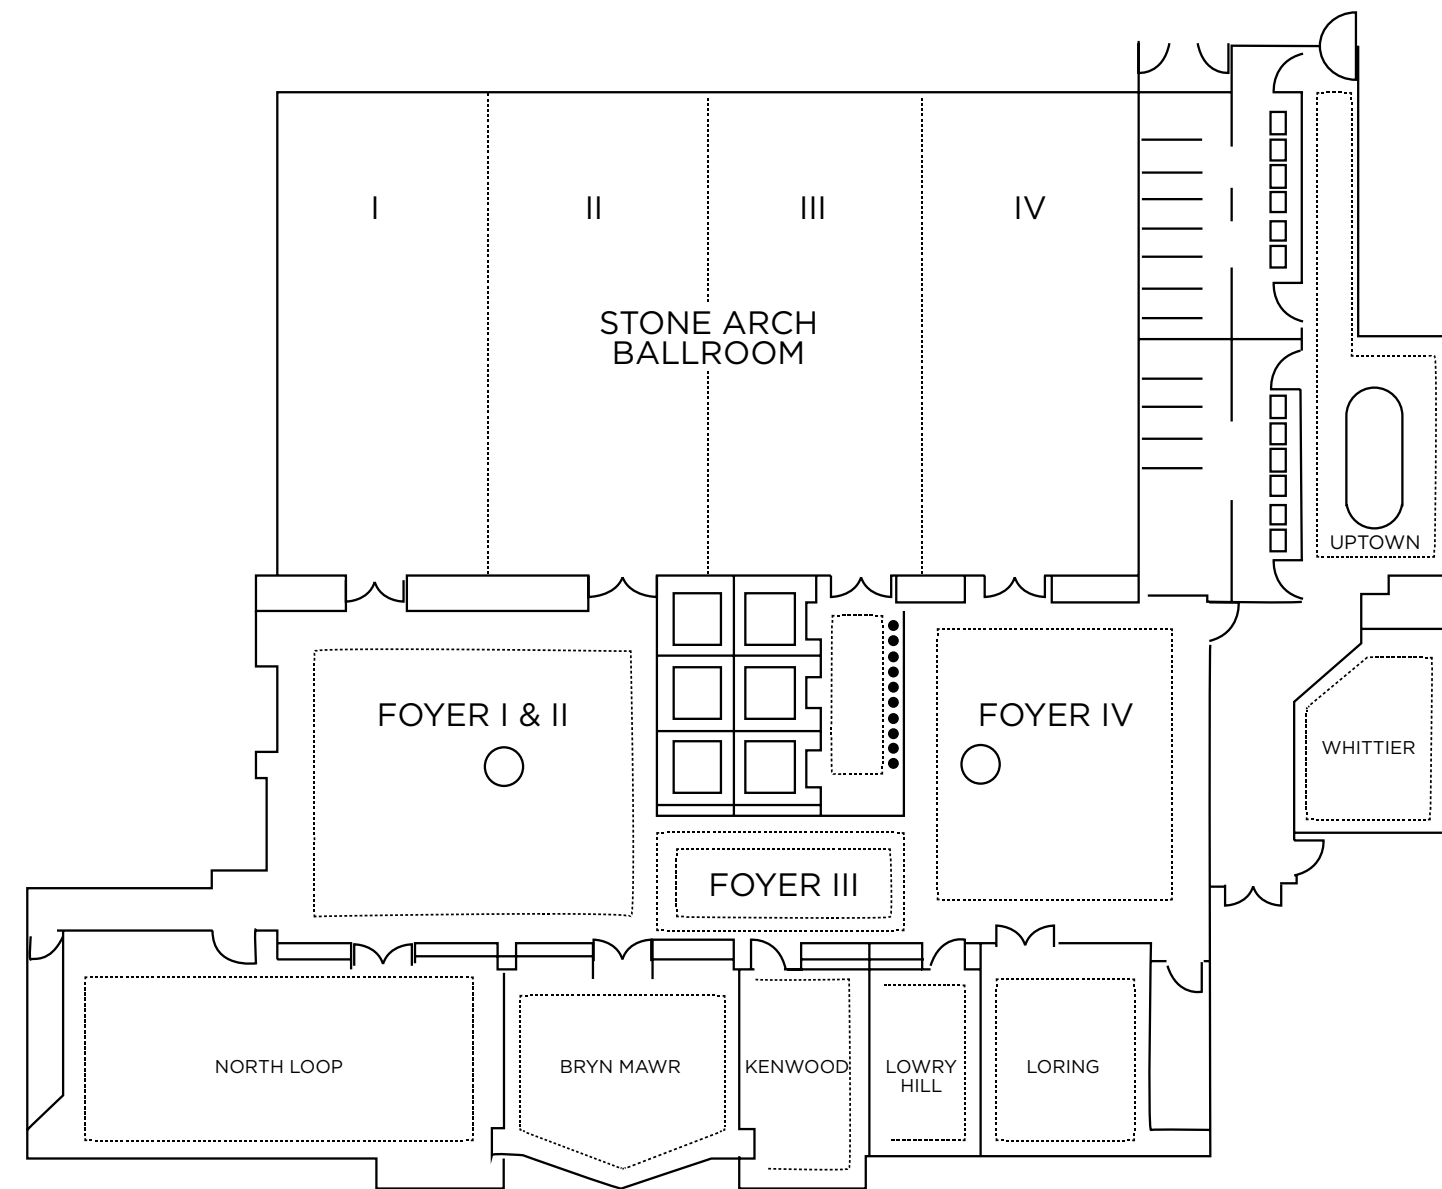 I
II
III
IV
STONE ARCH
BALLROOM
UPTOWN
FOYER I & II
FOYER IV
WHITTIER
FOYER III
NORTH LOOP
BRYN MAWR
KENWOOD
LOWRY
HILL
LORING